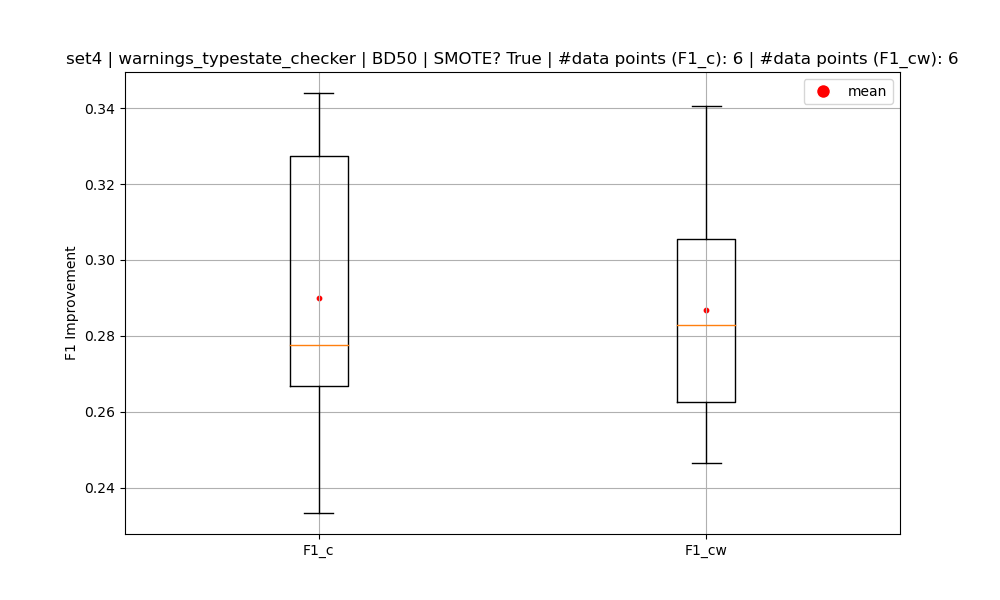 set4 | warnings_typestate_checker | BD50 | SMOTE? True | #data points (F1_c): 6 | #data points (F1_cw): 6
mean
0.34
0.32
0.30
0.28
0.26
0.24
F1 Improvement
F1_c
F1_cw